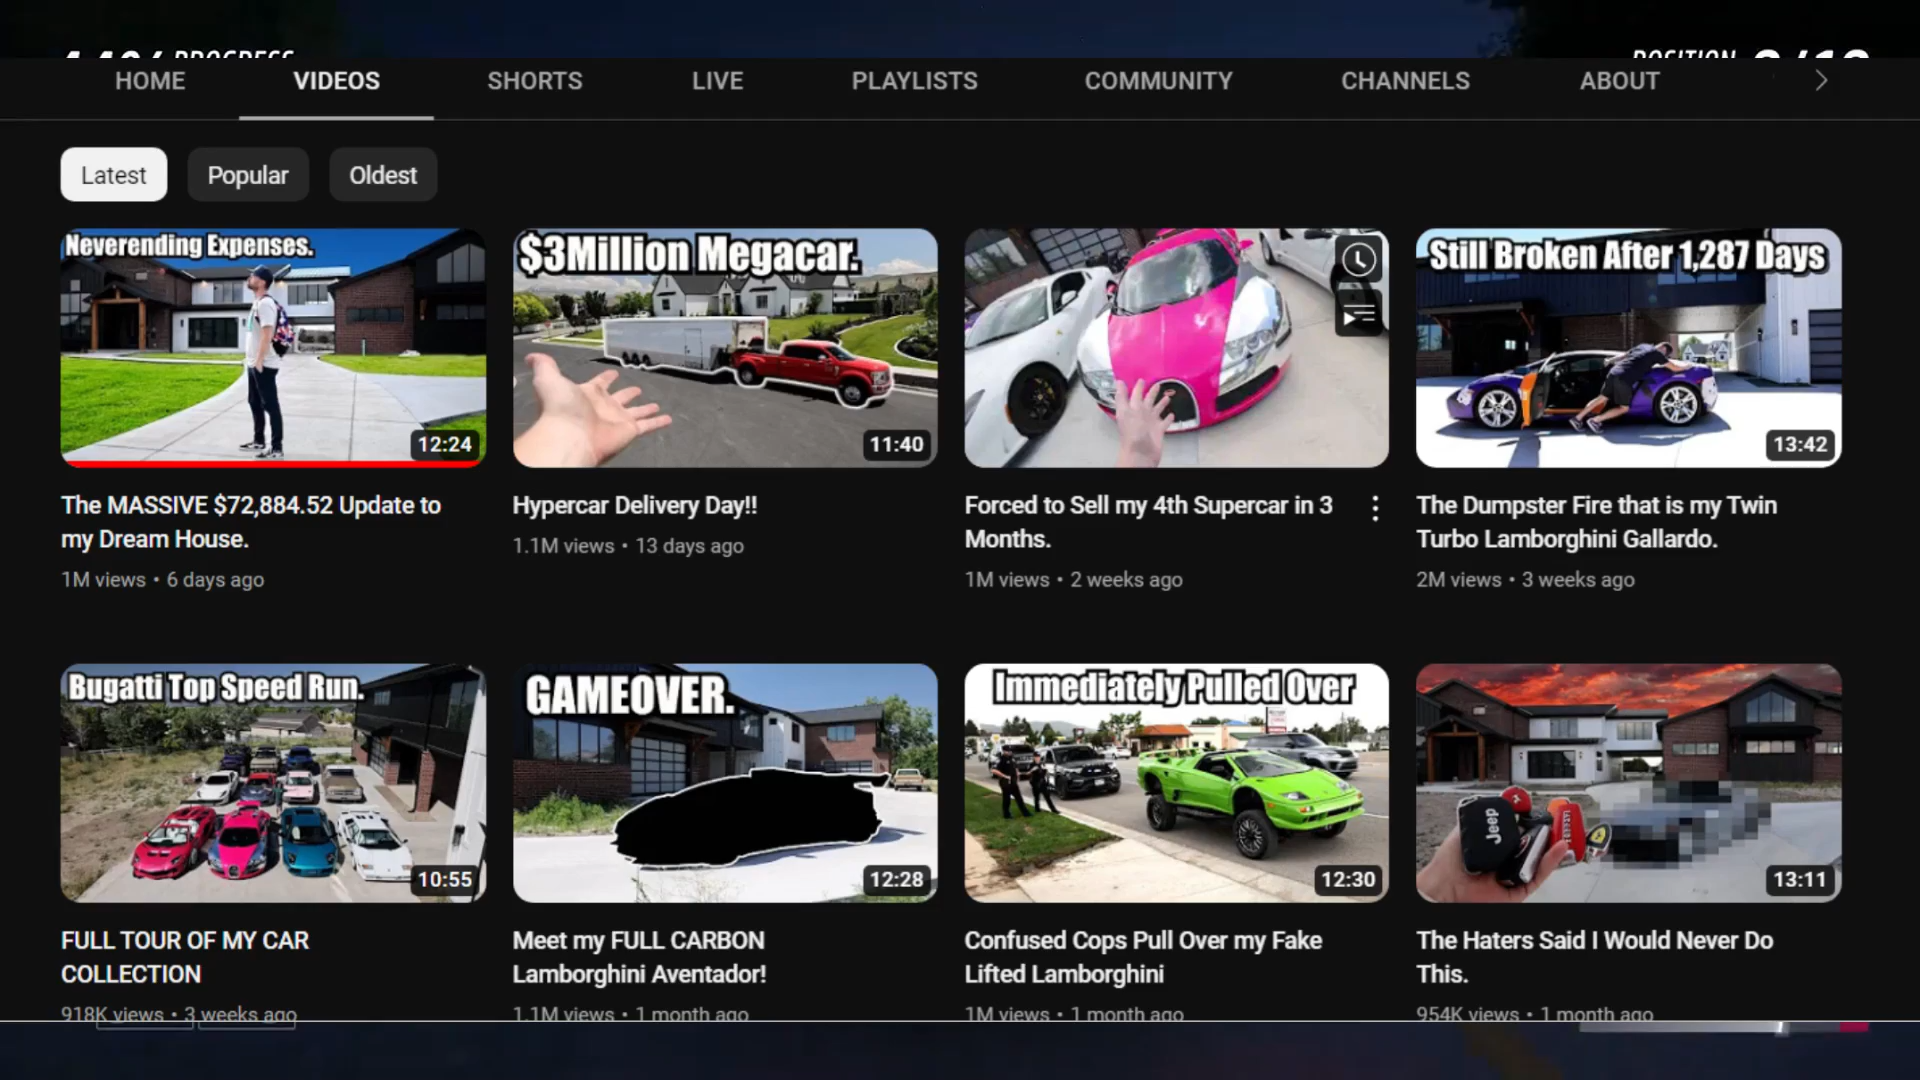 PROGRESS
POSITION
HOME VIDEOS SHORTS LIVE PLAYLISTS COMMUNITY CHANNELS ABOUT
Latest Popular Oldest
Neverending Expenses.
12:24
$3Million Megacar.
11:40
Still Broken After 1,287 Days
13:42
The MASSIVE $72,884.52 Update to
my Dream House.
1M views • 6 days ago
Hypercar Delivery Day!!
1.1M views • 13 days ago
Forced to Sell my 4th Supercar in 3
Months.
1M views • 2 weeks ago
The Dumpster Fire that is my Twin
Turbo Lamborghini Gallardo.
2M views • 3 weeks ago
Bugatti Top Speed Run.
10:55
GAMEOVER.
12:28
Immediately Pulled Over
12:30
Jeep
13:11
FULL TOUR OF MY CAR
COLLECTION
918K views • 3 weeks ago
Meet my FULL CARBON
Lamborghini Aventador!
1.1M views • 1 month ago
Confused Cops Pull Over my Fake
Lifted Lamborghini
1M views • 1 month ago
The Haters Said I Would Never Do
This.
954K views • 1 month ago